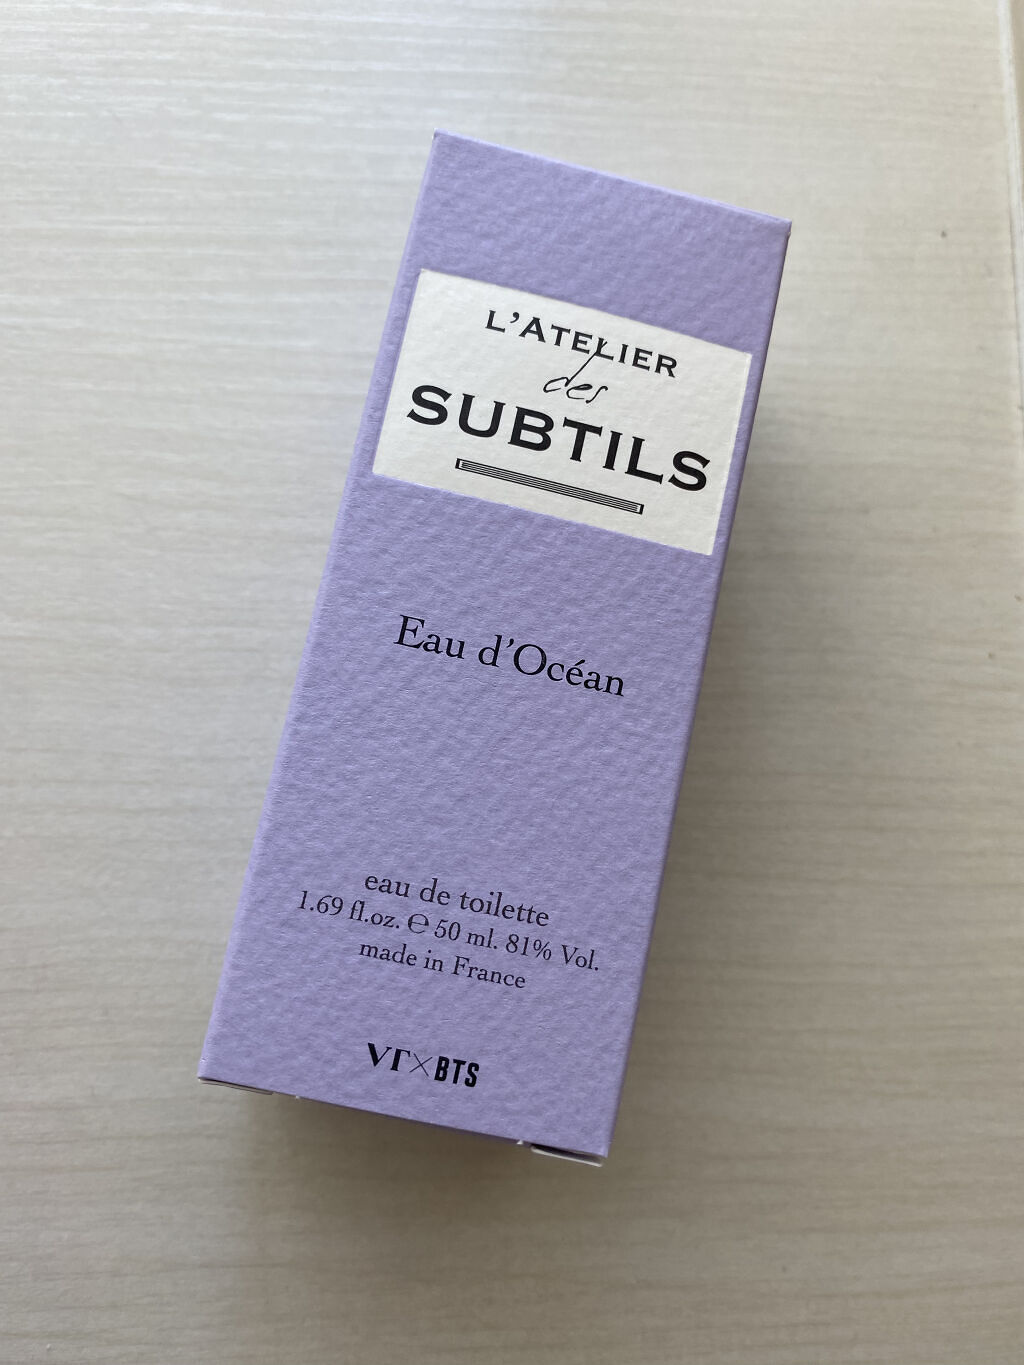 L'ATELIER
des
SUBTILS
Eau d'Océan
eau de toilette
1.69 fl.oz. ℮ 50 ml. 81% Vol.
made in France
VT×BTS